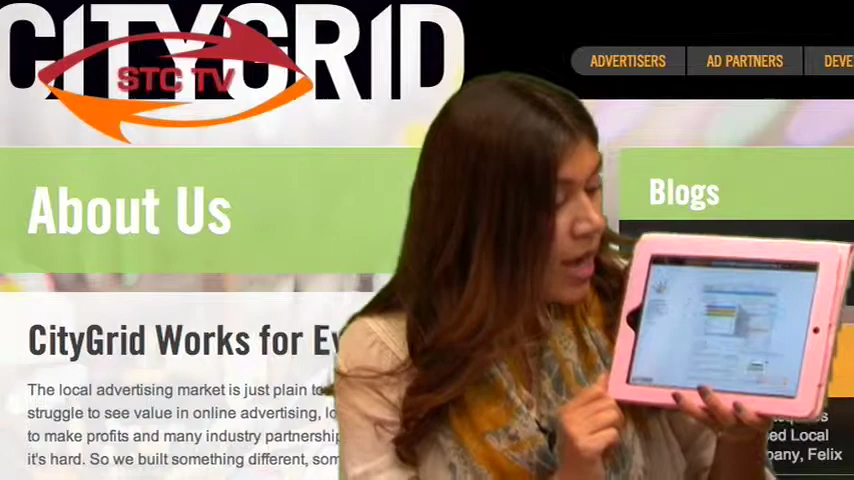 CITYGRID
STC TV
ADVERTISERS
AD PARTNERS
DEVE
About Us
Blogs
CityGrid Works for Ev
The local advertising market is just plain to
struggle to see value in online advertising, lo
to make profits and many industry partnership
it's hard. So we built something different, som
ed Local
pany, Felix